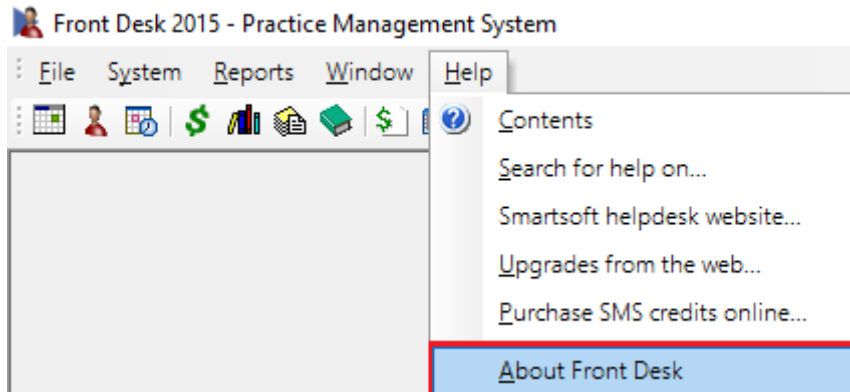 Front Desk 2015 - Practice Management System
File System Reports Window Help
Contents
Search for help on...
Smartsoft helpdesk website...
Upgrades from the web...
Purchase SMS credits online...
About Front Desk